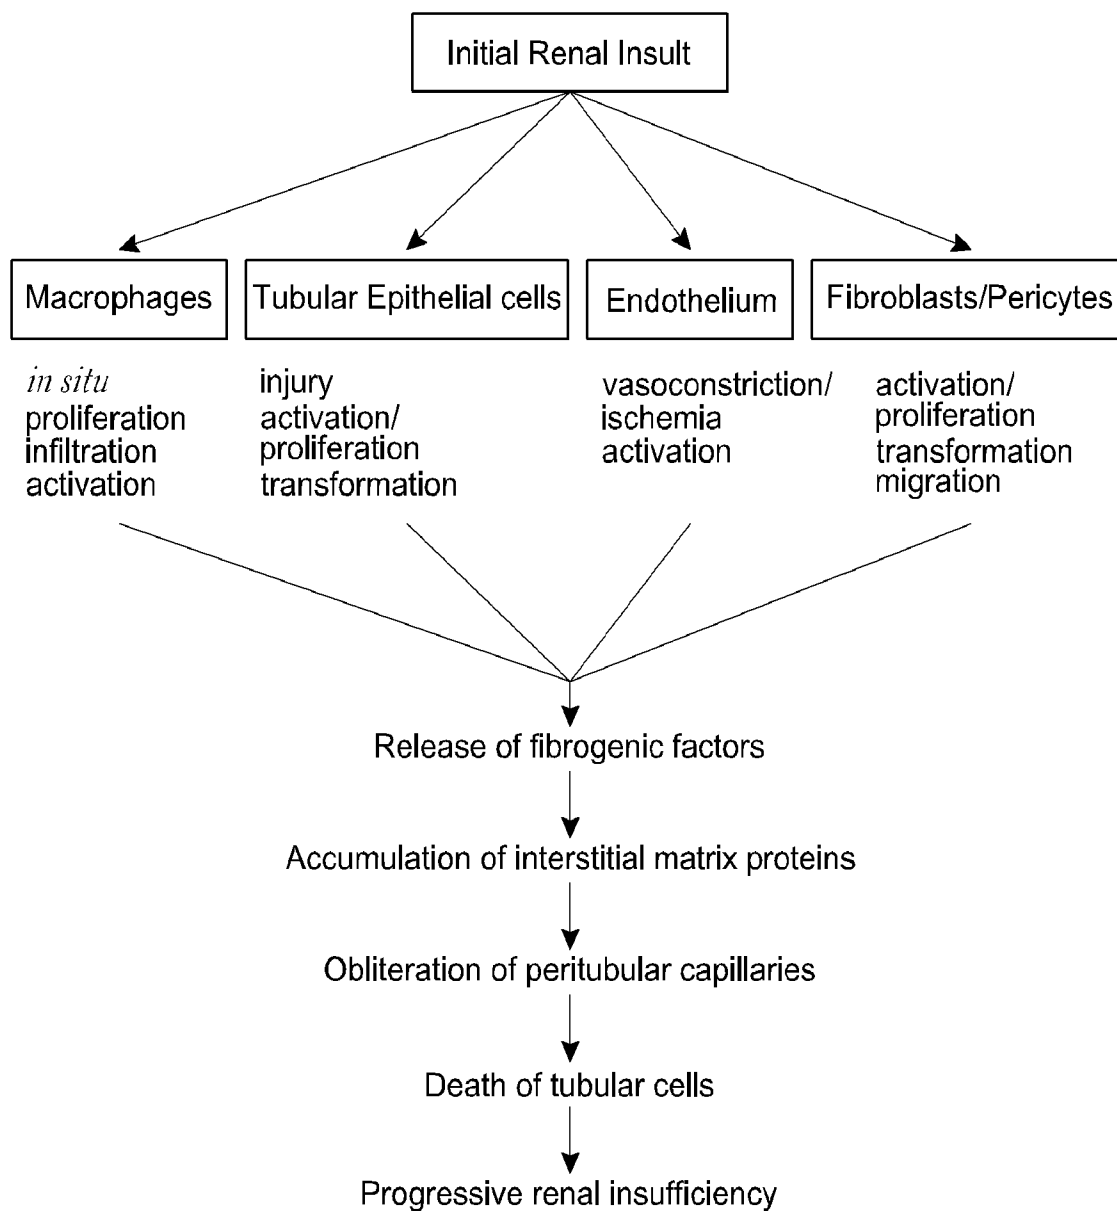 Initial Renal Insult
Macrophages
Tubular Epithelial cells
Endothelium
Fibroblasts/Pericytes
in situ
proliferation
infiltration
activation
injury
activation/
proliferation
transformation
vasoconstriction/
ischemia
activation
activation/
proliferation
transformation
migration
Release of fibrogenic factors
Accumulation of interstitial matrix proteins
Obliteration of peritubular capillaries
Death of tubular cells
Progressive renal insufficiency